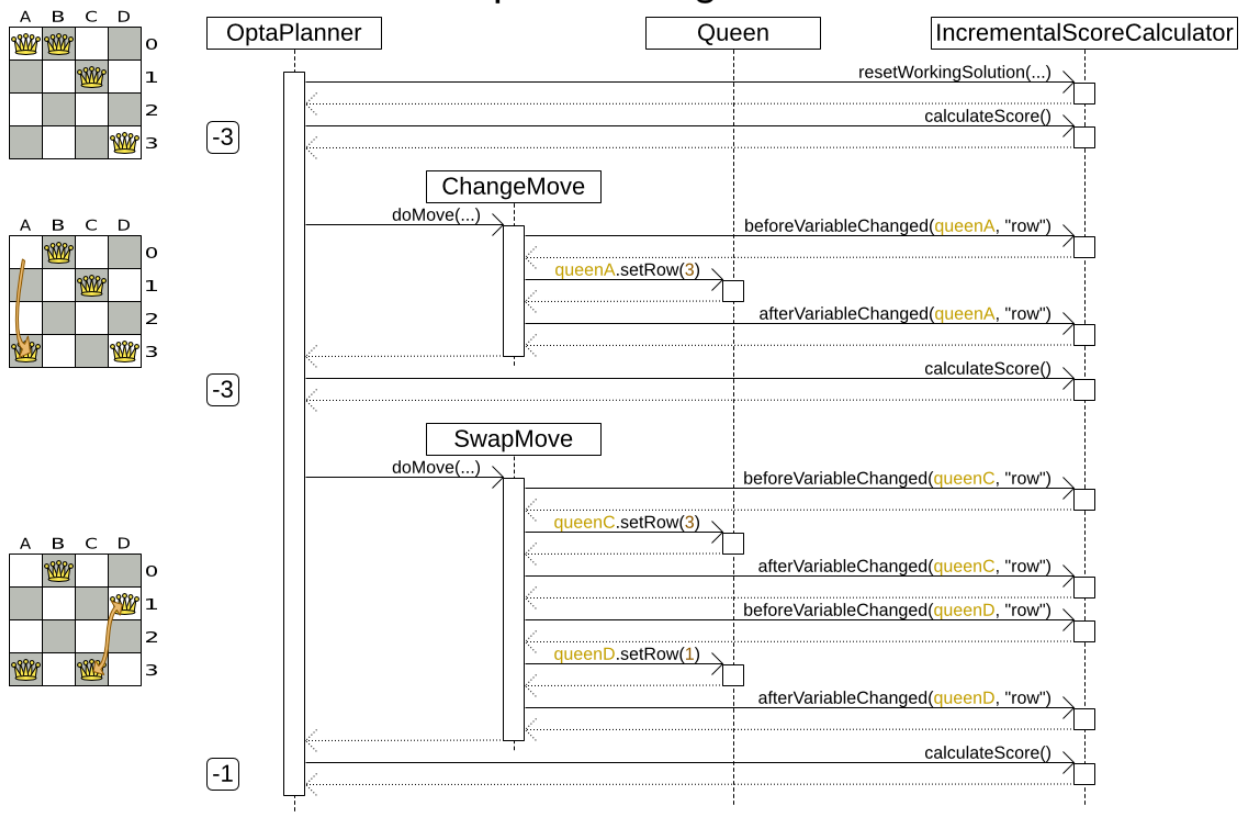 A B C D
0
1
2
3
OptaPlanner
Queen
IncrementalScoreCalculator
resetWorkingSolution(...)
calculateScore()
-3
ChangeMove
A B C D
0
1
2
3
doMove(...)
beforeVariableChanged(queenA, "row")
queenA.setRow(3)
afterVariableChanged(queenA, "row")
calculateScore()
-3
SwapMove
doMove(...)
beforeVariableChanged(queenC, "row")
queenC.setRow(3)
A B C D
0
1
2
3
afterVariableChanged(queenC, "row")
beforeVariableChanged(queenD, "row")
queenD.setRow(1)
afterVariableChanged(queenD, "row")
calculateScore()
-1